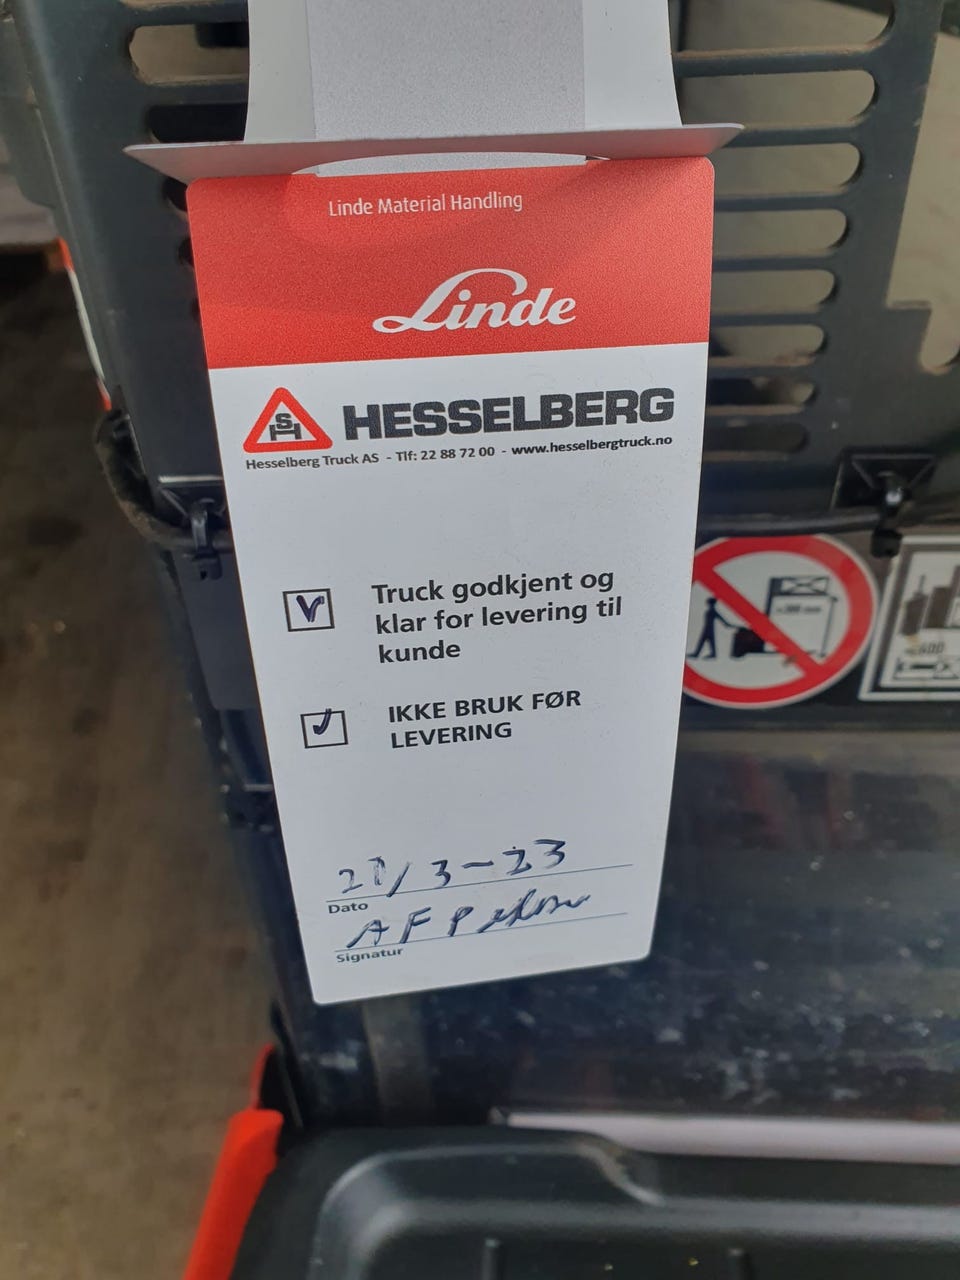 Linde Material Handling
Linde
SH
HESSELBERG
Hesselberg Truck AS - Tlf: 22 88 72 00 - www.hesselbergtruck.no
Truck godkjent og
klar for levering til
kunde
IKKE BRUK FØR
LEVERING
/3-23
Dato
A F
Signatur